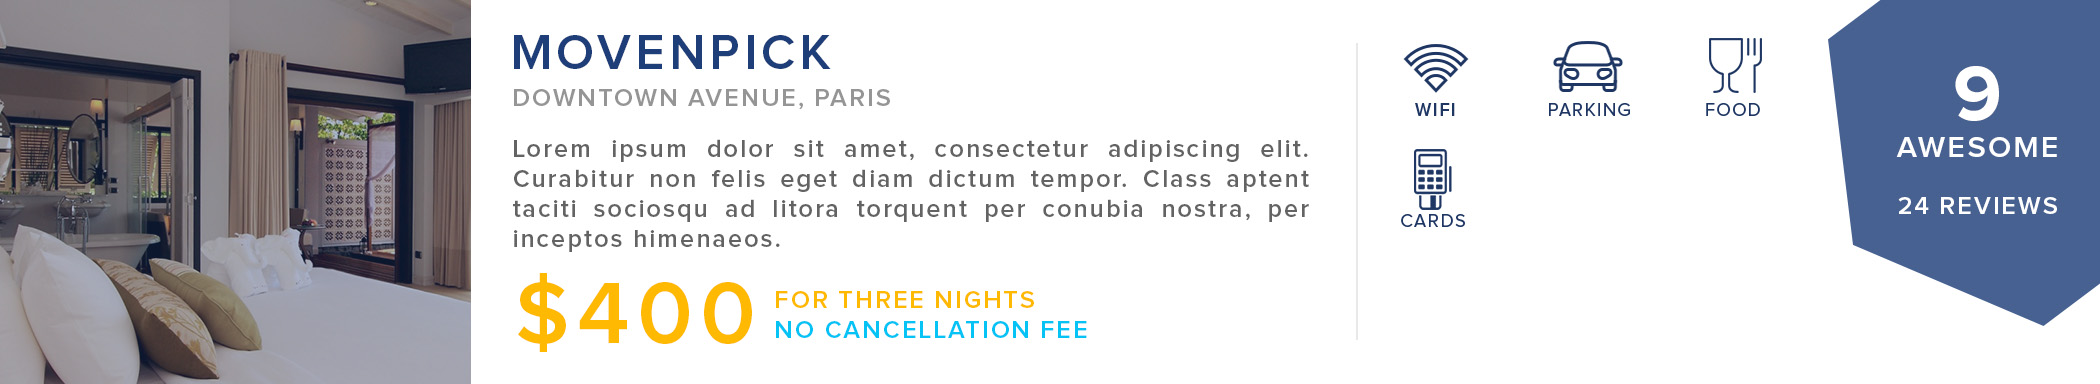 MOVENPICK
DOWNTOWN AVENUE, PARIS
Lorem ipsum dolor sit amet, consectetur adipiscing elit.
Curabitur non felis eget diam dictum tempor. Class aptent
taciti sociosqu ad litora torquent per conubia nostra, per
inceptos himenaeos.
$400
FOR THREE NIGHTS
NO CANCELLATION FEE
WIFI
PARKING
FOOD
CARDS
9
AWESOME
24 REVIEWS